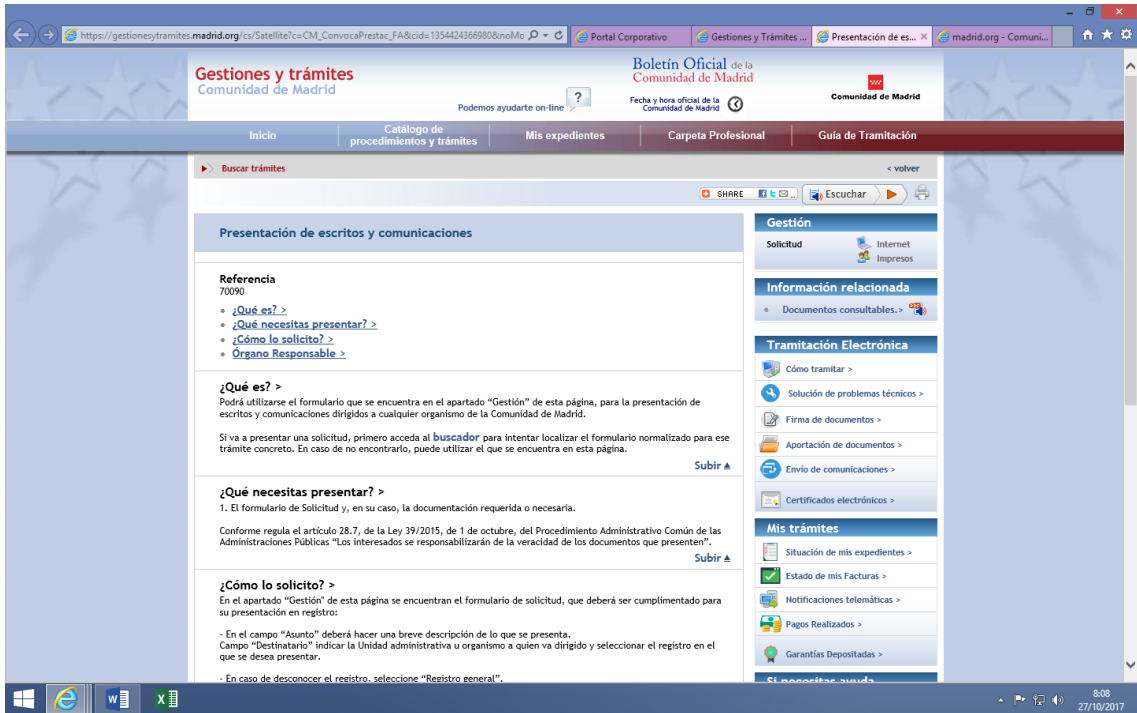 https://gestionesytramites.madrid.org/cs/Satellite?c=CM_ConvocaPrestac_FA&cid=1354424366980&noMo
Portal Corporativo
Gestiones y Trámites ...
Presentación de es...
madrid.org - Comuni...
Gestiones y trámites
Comunidad de Madrid
Podemos ayudarte on-line
?
Boletín Oficial de la
Comunidad de Madrid
Fecha y hora oficial de la
Comunidad de Madrid
Comunidad de Madrid
Inicio
Catálogo de
procedimientos y trámites
Mis expedientes
Carpeta Profesional
Guía de Tramitación
Buscar trámites
< volver
SHARE
Escuchar
Presentación de escritos y comunicaciones
Referencia
70090
¿Qué es? >
¿Qué necesitas presentar? >
¿Cómo lo solicito? >
Órgano Responsable >
¿Qué es? >
Podrá utilizarse el formulario que se encuentra en el apartado “Gestión” de esta página, para la presentación de
escritos y comunicaciones dirigidos a cualquier organismo de la Comunidad de Madrid.
Si va a presentar una solicitud, primero acceda al buscador para intentar localizar el formulario normalizado para ese
trámite concreto. En caso de no encontrarlo, puede utilizar el que se encuentra en esta página.
Subir
¿Qué necesitas presentar? >
1. El formulario de Solicitud y, en su caso, la documentación requerida o necesaria.
Conforme regula el artículo 28.7, de la Ley 39/2015, de 1 de octubre, del Procedimiento Administrativo Común de las
Administraciones Públicas “Los interesados se responsabilizarán de la veracidad de los documentos que presenten”.
Subir
¿Cómo lo solicito? >
En el apartado “Gestión" de esta página se encuentran el formulario de solicitud, que deberá ser cumplimentado para
su presentación en registro:
- En el campo “Asunto” deberá hacer una breve descripción de lo que se presenta.
Campo “Destinatario” indicar la Unidad administrativa u organismo a quien va dirigido y seleccionar el registro en el
que se desea presentar.
- En caso de desconocer el registro, seleccione “Registro general”.
Gestión
Solicitud
Internet
Impresos
Información relacionada
Documentos consultables.>
Tramitación Electrónica
Cómo tramitar >
Solución de problemas técnicos >
Firma de documentos >
Aportación de documentos >
Envío de comunicaciones >
Certificados electrónicos >
Mis trámites
Situación de mis expedientes >
Estado de mis Facturas >
Notificaciones telemáticas >
Pagos Realizados >
Garantías Depositadas >
Si necesitas ayuda
8:08
27/10/2017